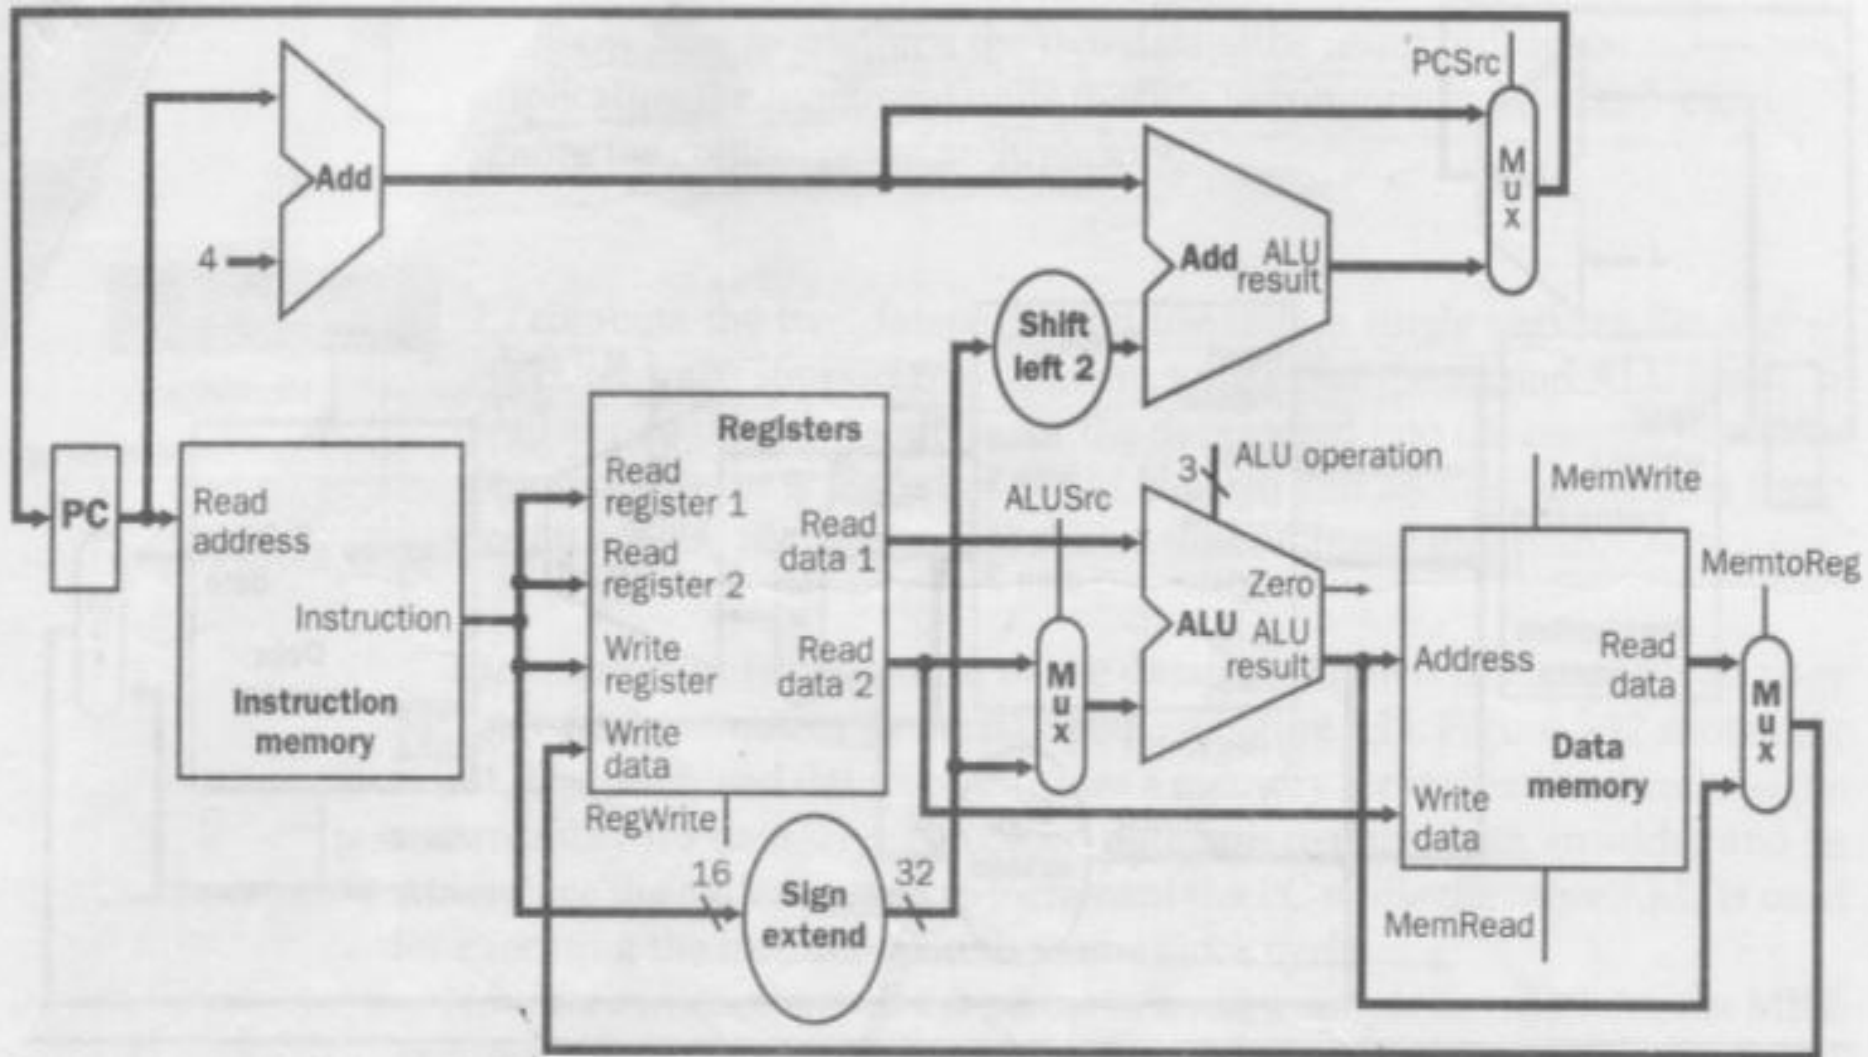 PCSrc
M
u
x
Add
4
Add
ALU
result
Shift
left 2
Registers
Read
register 1
Read
register 2
Write
register
Write
data
Read
data 1
Read
data 2
RegWrite
PC
Read
address
Instruction
Instruction
memory
16
Sign
extend
32
ALUSrc
M
u
x
3
ALU operation
Zero
ALU
ALU
result
MemWrite
Address
Read
data
Data
memory
Write
data
MemRead
MemtoReg
M
u
x